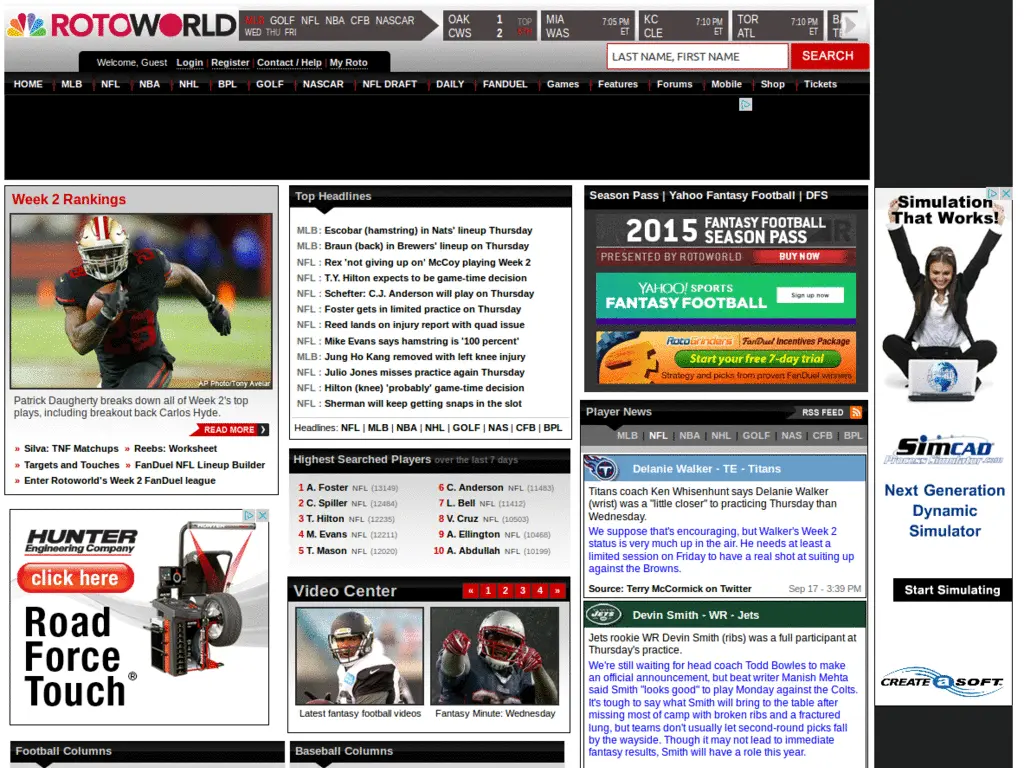 ROTOWORLD
MLB GOLF NFL NBA CFB NASCAR
WED THU FRI
OAK 1 TOP
CWS 2
MIA 7:05 PM
WAS ET
KC 7:10 PM
CLE ET
TOR 7:10 PM
ATL ET
Welcome, Guest Login | Register | Contact / Help | My Roto
LAST NAME, FIRST NAME
SEARCH
HOME MLB NFL NBA NHL BPL GOLF NASCAR NFL DRAFT DAILY FANDUEL Games Features Forums Mobile Shop Tickets
Week 2 Rankings
AP Photo/Tony Avelar
Patrick Daugherty breaks down all of Week 2's top
plays, including breakout back Carlos Hyde.
READ MORE
» Silva: TNF Matchups » Reebs: Worksheet
» Targets and Touches » FanDuel NFL Lineup Builder
» Enter Rotoworld's Week 2 FanDuel league
HUNTER
Engineering Company
click here
Road
Force
Touch®
Football Columns
Top Headlines
MLB: Escobar (hamstring) in Nats' lineup Thursday
MLB: Braun (back) in Brewers' lineup on Thursday
NFL : Rex 'not giving up on' McCoy playing Week 2
NFL : T.Y. Hilton expects to be game-time decision
NFL : Schefter: C.J. Anderson will play on Thursday
NFL : Foster gets in limited practice on Thursday
NFL : Reed lands on injury report with quad issue
NFL : Mike Evans says hamstring is '100 percent'
MLB: Jung Ho Kang removed with left knee injury
NFL : Julio Jones misses practice again Thursday
NFL : Hilton (knee) 'probably' game-time decision
NFL : Sherman will keep getting snaps in the slot
Headlines: NFL | MLB | NBA | NHL | GOLF | NAS | CFB | BPL
Highest Searched Players over the last 7 days
1 A. Foster NFL (13149)
2 C. Spiller NFL (12464)
3 T. Hilton NFL (12235)
4 M. Evans NFL (12211)
5 T. Mason NFL (12020)
6 C. Anderson NFL (11483)
7 L. Bell NFL (11412)
8 V. Cruz NFL (10503)
9 A. Ellington NFL (10468)
10 A. Abdullah NFL (10199)
Video Center
« 1 2 3 4 »
Latest fantasy football videos
Fantasy Minute: Wednesday
Baseball Columns
Season Pass | Yahoo Fantasy Football | DFS
2015 FANTASY FOOTBALL
SEASON PASS
PRESENTED BY ROTOWORLD BUY NOW
YAHOO! SPORTS
FANTASY FOOTBALL
Sign up now
RotoGrinders FanDuel Incentives Package
Start your free 7-day trial
Strategy and picks from proven FanDuel winners
Player News
RSS FEED
MLB | NFL | NBA | NHL | GOLF | NAS | CFB | BPL
Delanie Walker - TE - Titans
Titans coach Ken Whisenhunt says Delanie Walker
(wrist) was a "little closer" to practicing Thursday than
Wednesday.
We suppose that's encouraging, but Walker's Week 2
status is very much up in the air. He needs at least a
limited session on Friday to have a real shot at suiting up
against the Browns.
Source: Terry McCormick on Twitter Sep 17 - 3:39 PM
JETS
Devin Smith - WR - Jets
Jets rookie WR Devin Smith (ribs) was a full participant at
Thursday's practice.
We're still waiting for head coach Todd Bowles to make
an official announcement, but beat writer Manish Mehta
said Smith "looks good" to play Monday against the Colts.
It's tough to say what Smith will bring to the table after
missing most of camp with broken ribs and a fractured
lung, but teams don't usually let second-round picks fall
by the wayside. Though it may not lead to immediate
fantasy results, Smith will have a role this year.
Simulation
That Works!
SIMCAD
Process Simulator.com
Next Generation
Dynamic
Simulator
Start Simulating
CREATE A SOFT